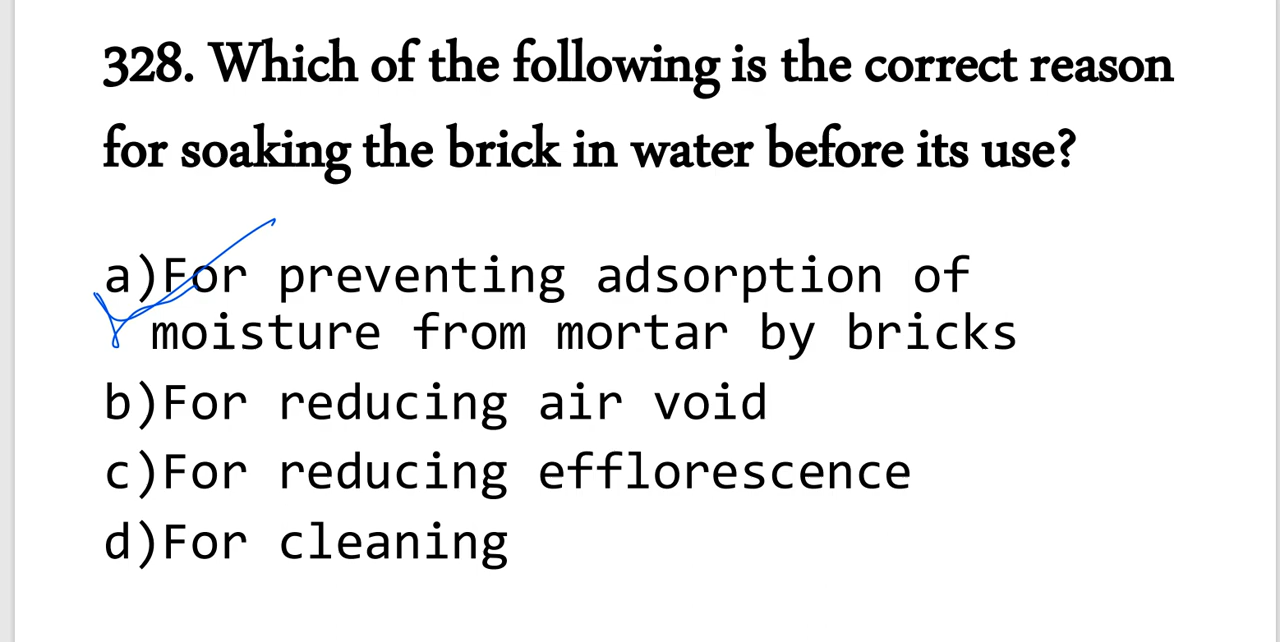 328. Which of the following is the correct reason
for soaking the brick in water before its use?
a)For preventing adsorption of
moisture from mortar by bricks
b)For reducing air void
c)For reducing efflorescence
d)For cleaning